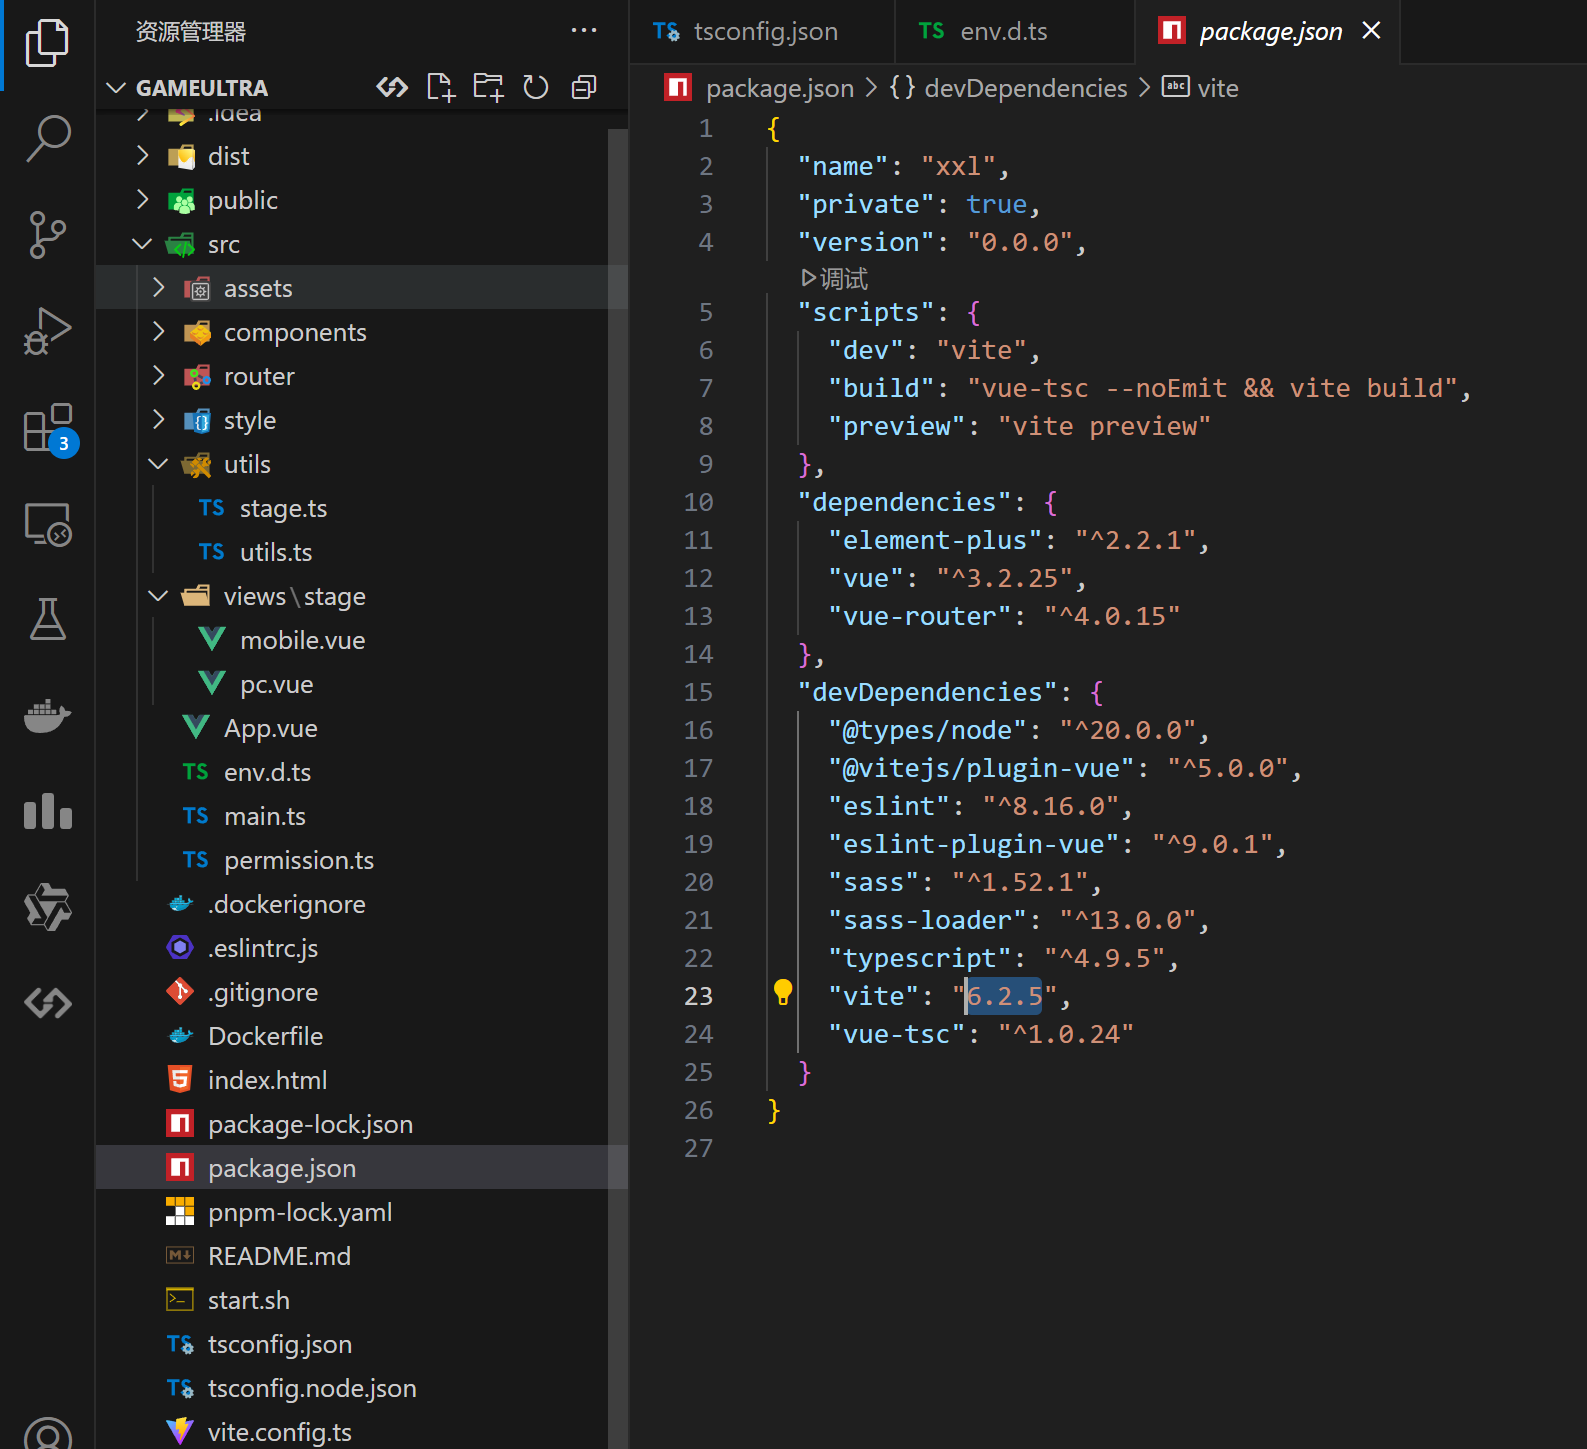 资源管理器
GAMEULTRA
.idea
dist
public
src
assets
components
router
style
utils
TS stage.ts
TS utils.ts
views\stage
mobile.vue
pc.vue
App.vue
TS env.d.ts
TS main.ts
TS permission.ts
.dockerignore
.eslintrc.js
.gitignore
Dockerfile
index.html
package-lock.json
package.json
pnpm-lock.yaml
README.md
start.sh
TS tsconfig.json
TS tsconfig.node.json
vite.config.ts
3
TS tsconfig.json
TS env.d.ts
package.json
package.json > {} devDependencies > abc vite
1 {
2 "name": "xxl",
3 "private": true,
4 "version": "0.0.0",
调试
5 "scripts": {
6 "dev": "vite",
7 "build": "vue-tsc --noEmit && vite build",
8 "preview": "vite preview"
9 },
10 "dependencies": {
11 "element-plus": "^2.2.1",
12 "vue": "^3.2.25",
13 "vue-router": "^4.0.15"
14 },
15 "devDependencies": {
16 "@types/node": "^20.0.0",
17 "@vitejs/plugin-vue": "^5.0.0",
18 "eslint": "^8.16.0",
19 "eslint-plugin-vue": "^9.0.1",
20 "sass": "^1.52.1",
21 "sass-loader": "^13.0.0",
22 "typescript": "^4.9.5",
23 "vite": "6.2.5",
24 "vue-tsc": "^1.0.24"
25 }
26 }
27